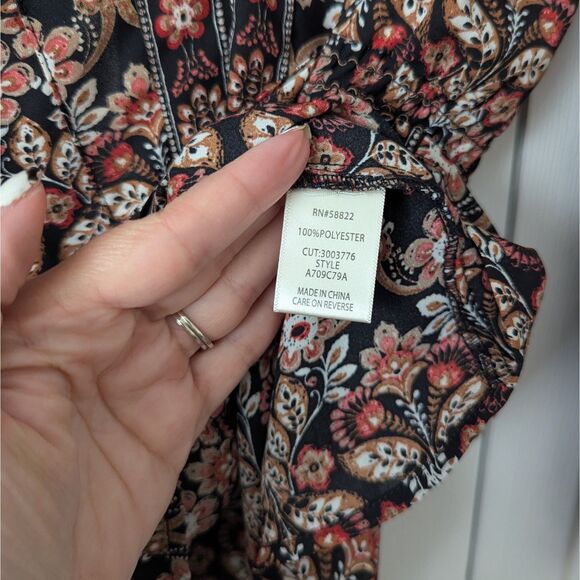 RN#58822
100%POLYESTER
CUT:3003776
STYLE
A709C79A
MADE IN CHINA
CARE ON REVERSE